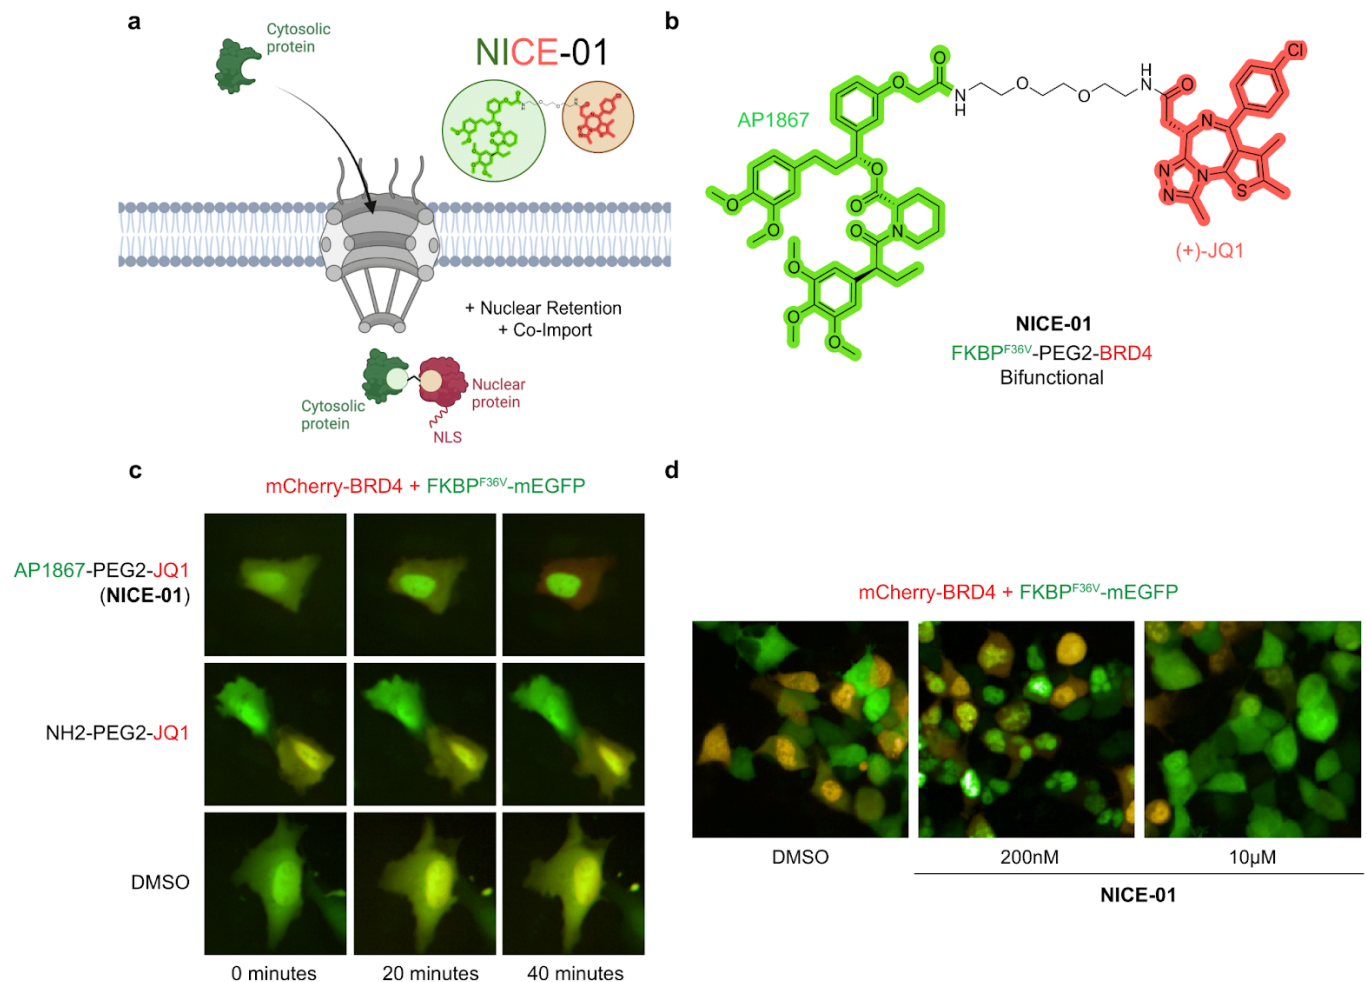 a
Cytosolic
protein
NICE-01
+ Nuclear Retention
+ Co-Import
Cytosolic
protein
Nuclear
protein
NLS
b
AP1867
O
O
N
H
O
O
H
N
O
Cl
N
N
N
N
S
O
O
O
O
O
N
O
O
O
O
(+)-JQ1
NICE-01
FKBPF36V-PEG2-BRD4
Bifunctional
c
mCherry-BRD4 + FKBPF36V-mEGFP
AP1867-PEG2-JQ1
(NICE-01)
NH2-PEG2-JQ1
DMSO
0 minutes
20 minutes
40 minutes
d
mCherry-BRD4 + FKBPF36V-mEGFP
DMSO
200nM
10µM
NICE-01